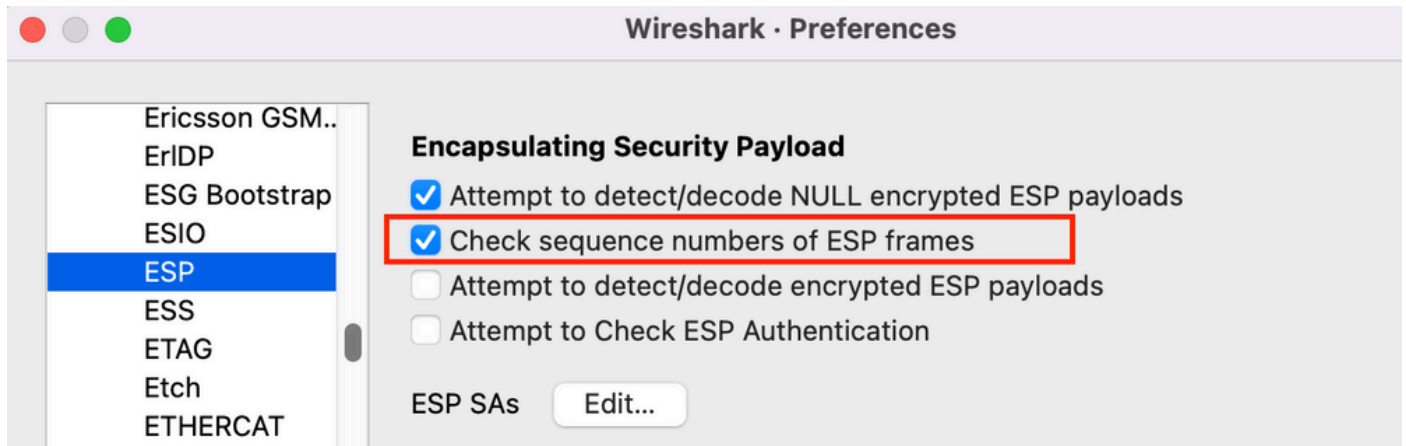 Wireshark · Preferences
Ericsson GSM..
ErlDP
ESG Bootstrap
ESIO
ESP
ESS
ETAG
Etch
ETHERCAT
Encapsulating Security Payload
Attempt to detect/decode NULL encrypted ESP payloads
Check sequence numbers of ESP frames
Attempt to detect/decode encrypted ESP payloads
Attempt to Check ESP Authentication
ESP SAs Edit...